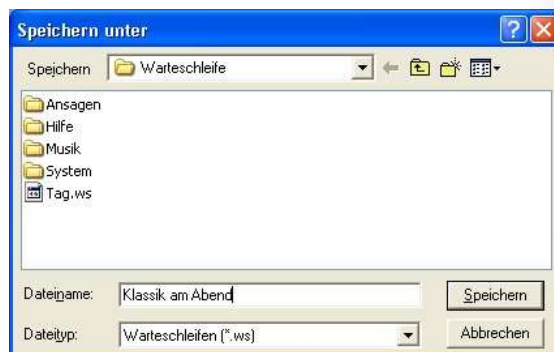 Speichern unter
Speichern Warteschleife
Ansagen
Hilfe
Musik
System
Tag.ws
Dateiname: Klassik am Abend Speichern
Dateityp: Warteschleifen (*.ws) Abbrechen